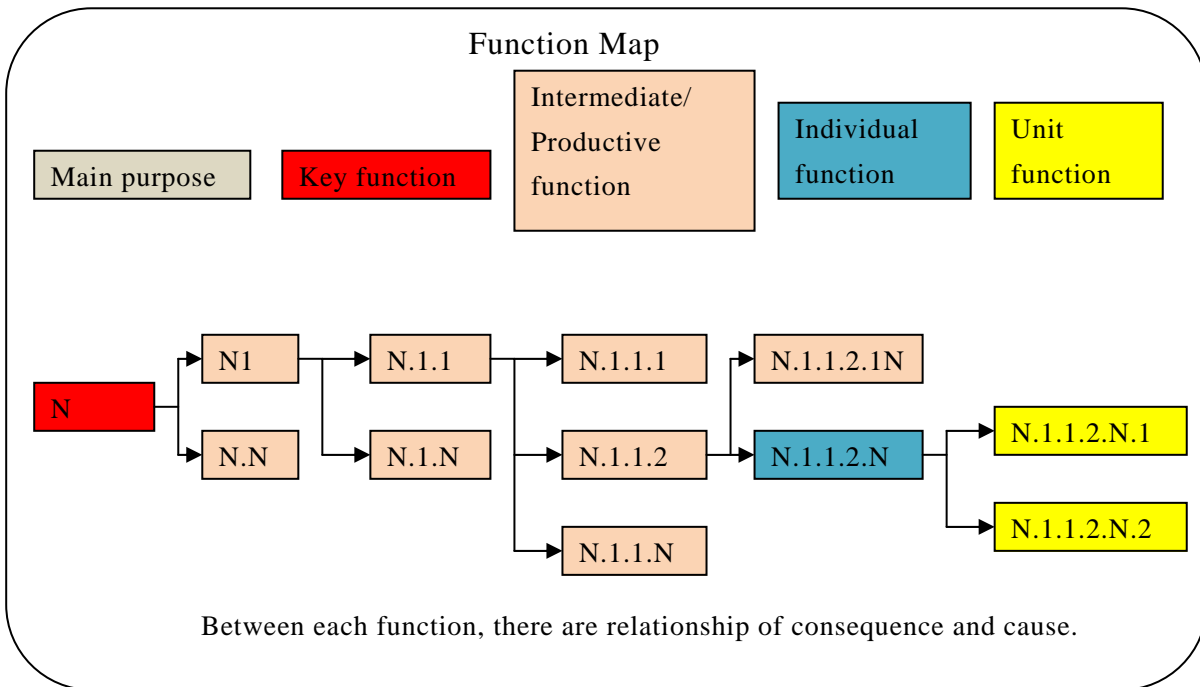 Function Map
Main purpose
Key function
Intermediate/
Productive
function
Individual
function
Unit
function
N
N1
N.N
N.1.1
N.1.N
N.1.1.1
N.1.1.2
N.1.1.N
N.1.1.2.1N
N.1.1.2.N
N.1.1.2.N.1
N.1.1.2.N.2
Between each function, there are relationship of consequence and cause.